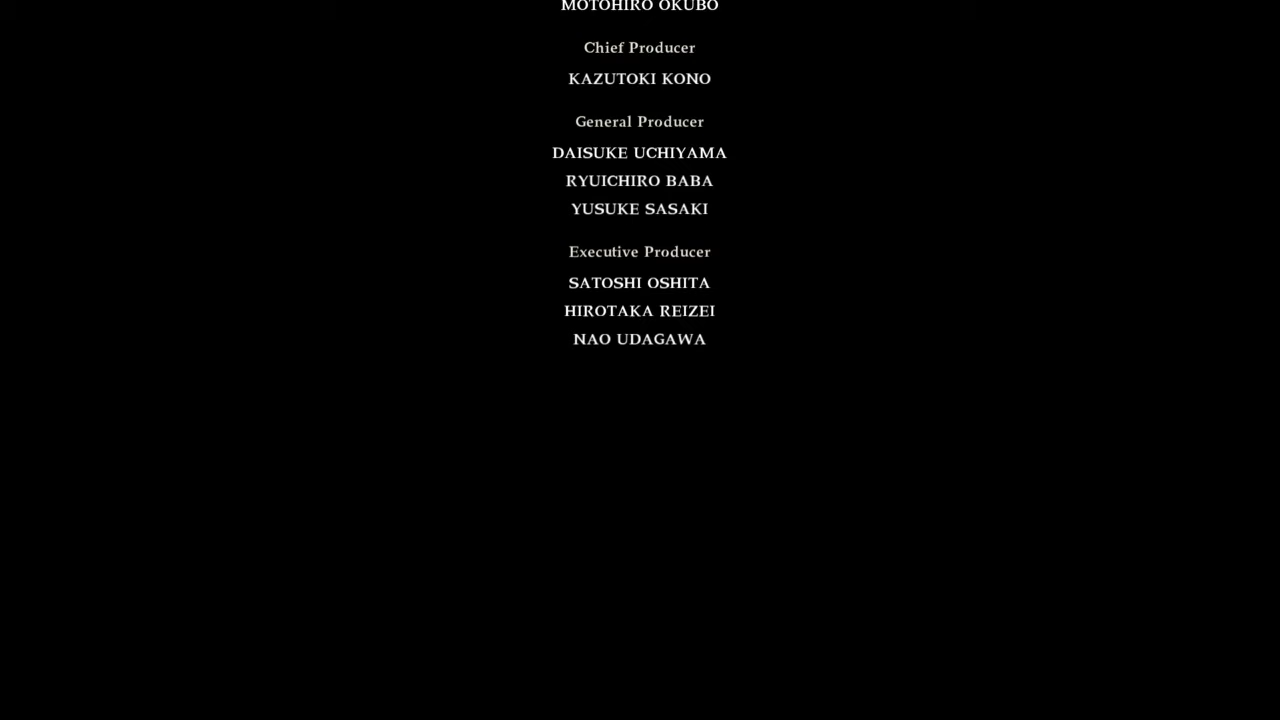 MOTOHIRO OKUBO
Chief Producer
KAZUTOKI KONO
General Producer
DAISUKE UCHIYAMA
RYUICHIRO BABA
YUSUKE SASAKI
Executive Producer
SATOSHI OSHITA
HIROTAKA REIZEI
NAO UDAGAWA